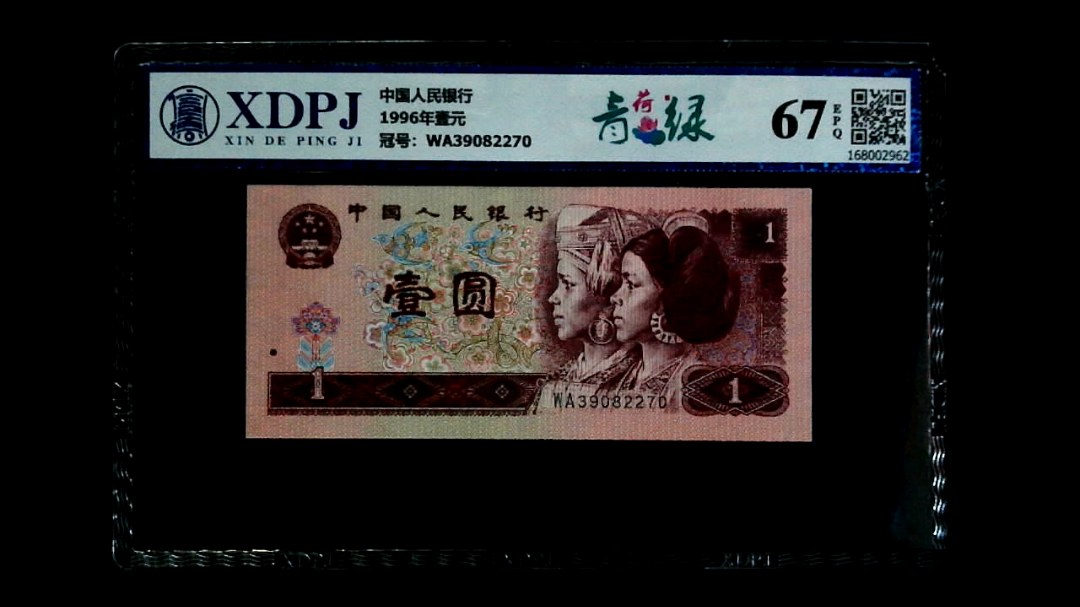 XDPJ
XIN DE PING JI
中国人民银行
1996年壹元
冠号：WA39082270
青荷绿
67
EPQ
168002962
中国人民银行
1
壹圆
1
WA39082270
1